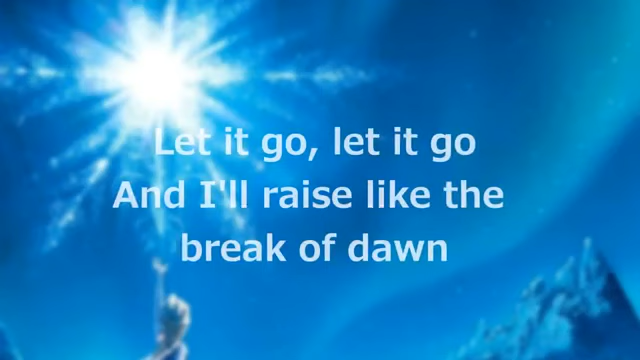 Let it go, let it go
And I'll raise like the
break of dawn